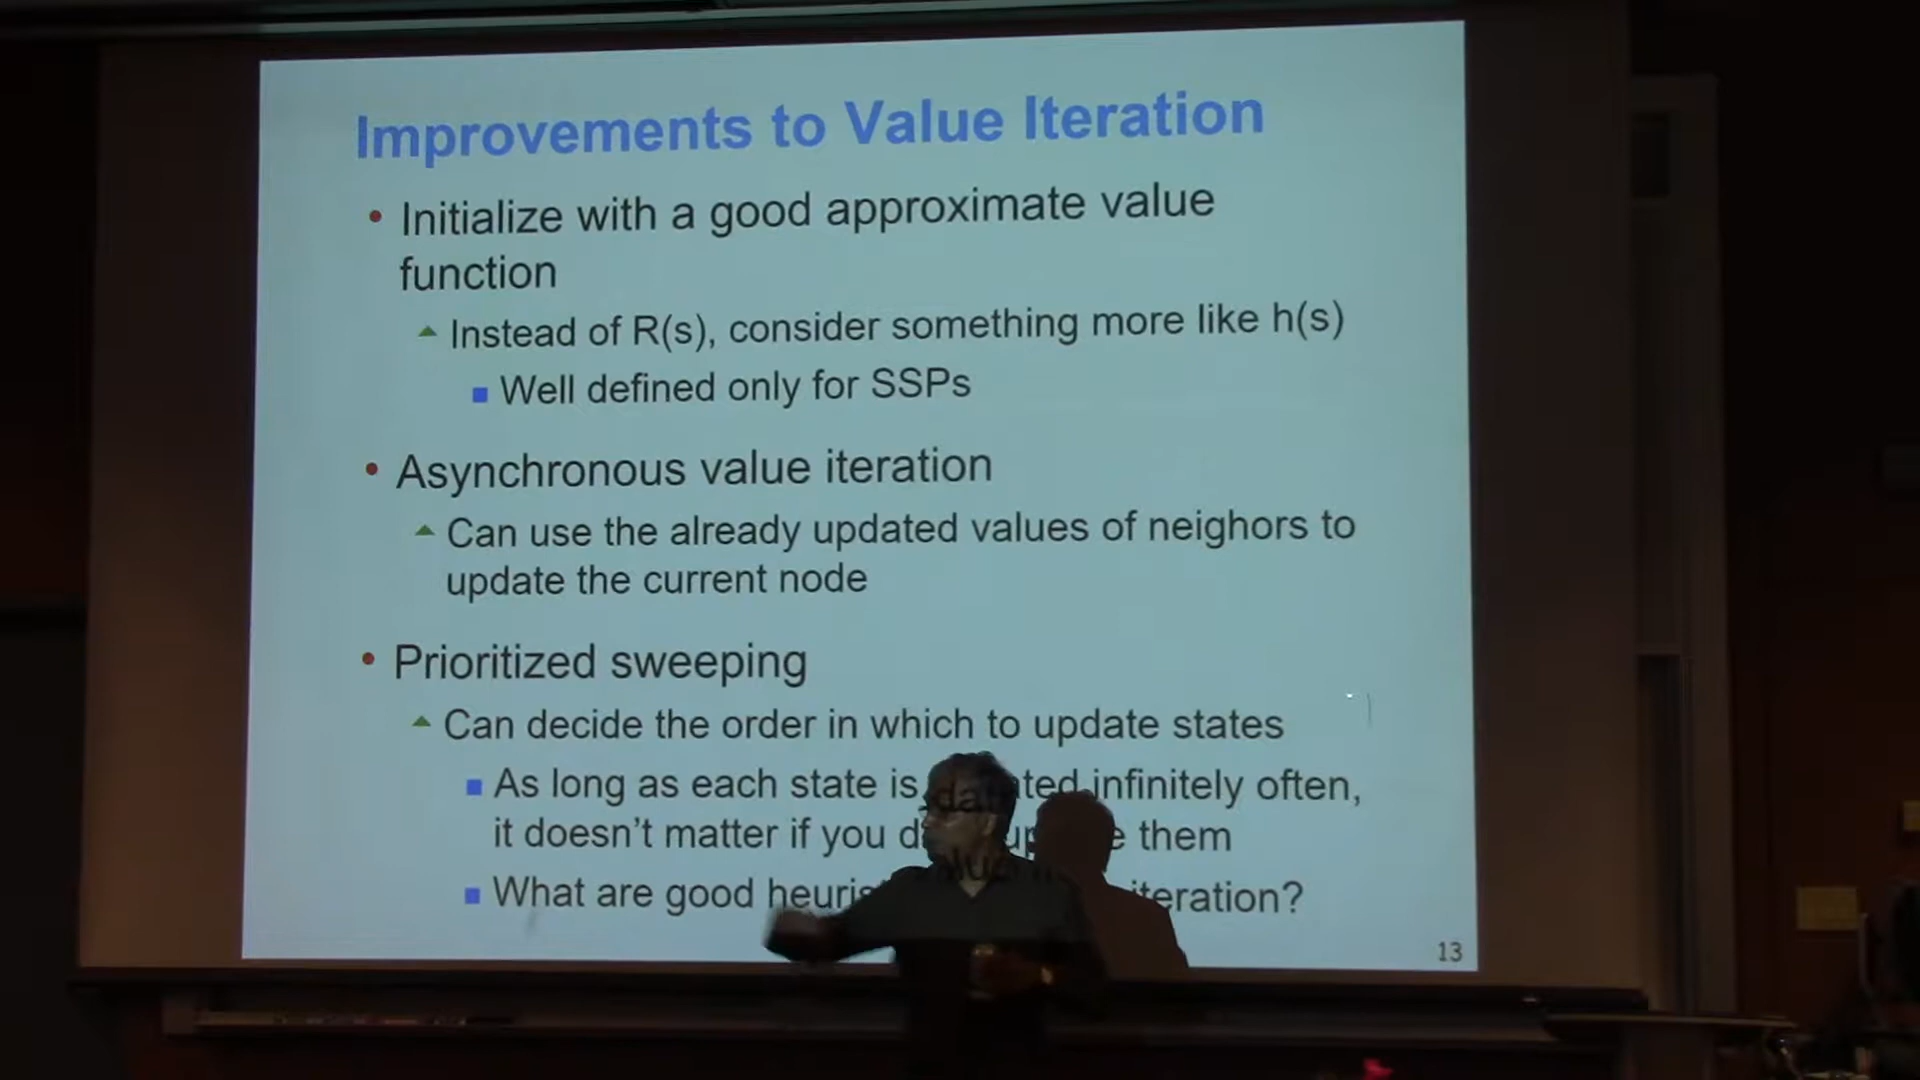 Improvements to Value Iteration
• Initialize with a good approximate value
function
Instead of R(s), consider something more like h(s)
Well defined only for SSPs
• Asynchronous value iteration
Can use the already updated values of neighors to
update the current node
• Prioritized sweeping
Can decide the order in which to update states
As long as each state is infinitely often,
it doesn't matter if you them
What are good iteration?
13